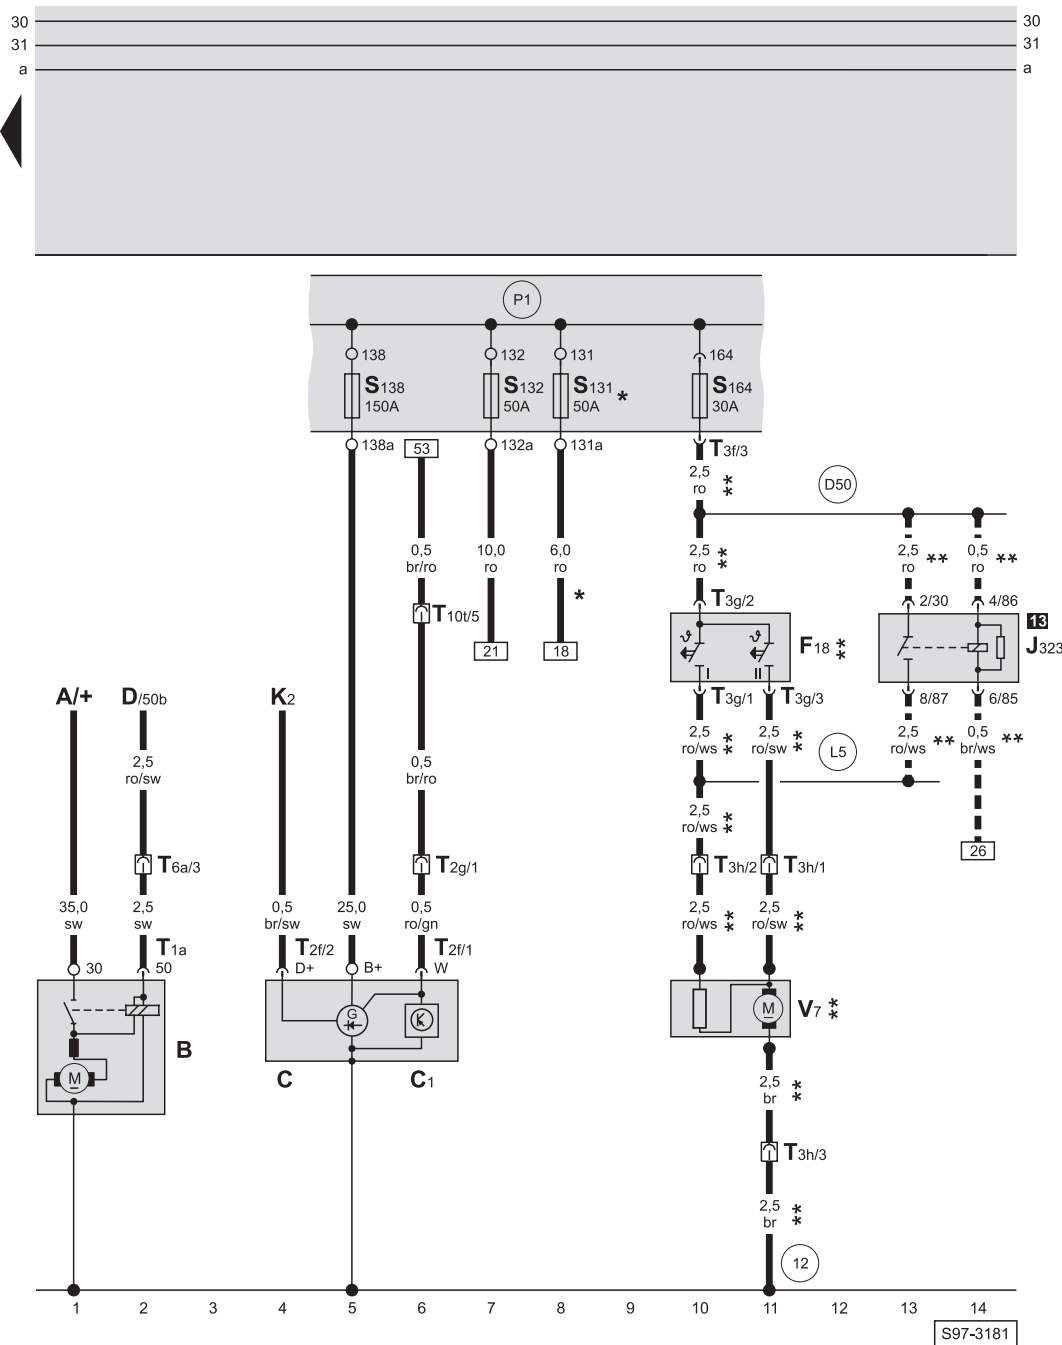 30 30
31 31
a a
P1
138 132 131 164
S138 S132 S131 * S164
150A 50A 50A 30A
138a 53 132a 131a T3f/3
2,5
ro **
D50
0,5 10,0 6,0 2,5 2,5 0,5
br/ro ro ro ro ** ro ** ro **
*
T10t/5 T3g/2 2/30 4/86
13
21 18 F18 ** J323
I II
A/+ D/50b K2 T3g/1 T3g/3 8/87 6/85
2,5 2,5 2,5 0,5
ro/ws ** ro/sw ** L5 ro/ws ** br/ws **
2,5 0,5
ro/sw br/ro
2,5
ro/ws **
26
T6a/3 T2g/1 T3h/2 T3h/1
35,0 2,5 0,5 25,0 0,5 2,5 2,5
sw sw br/sw sw ro/gn ro/ws ** ro/sw **
T1a T2f/2 T2f/1
30 50 D+ B+ W
G M V7 **
B
M C C1
2,5
br **
T3h/3
2,5
br **
12
1 2 3 4 5 6 7 8 9 10 11 12 13 14
S97-3181